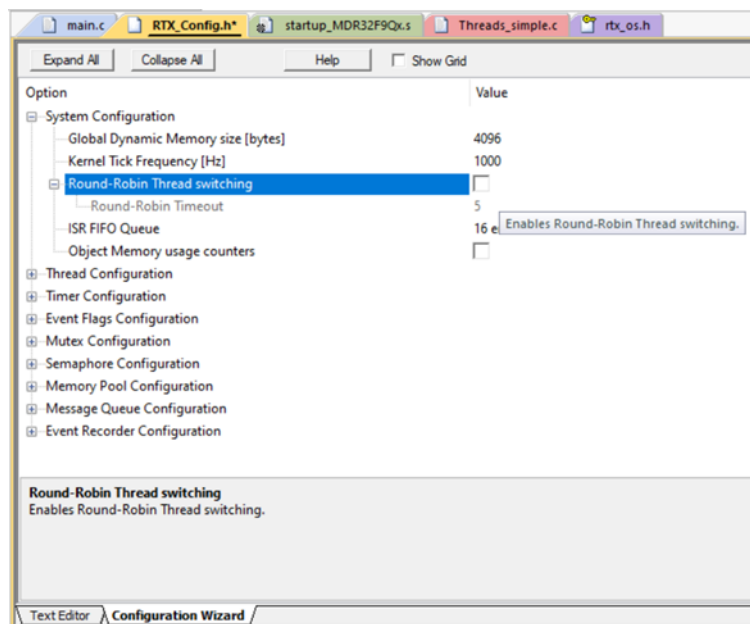 main.c RTX_Config.h* startup_MDR32F9Qx.s Threads_simple.c rtx_os.h
Expand All Collapse All Help Show Grid
Option Value
System Configuration
Global Dynamic Memory size [bytes] 4096
Kernel Tick Frequency [Hz] 1000
Round-Robin Thread switching
Round-Robin Timeout 5
Enables Round-Robin Thread switching.
ISR FIFO Queue 16 e
Object Memory usage counters
Thread Configuration
Timer Configuration
Event Flags Configuration
Mutex Configuration
Semaphore Configuration
Memory Pool Configuration
Message Queue Configuration
Event Recorder Configuration
Round-Robin Thread switching
Enables Round-Robin Thread switching.
Text Editor Configuration Wizard